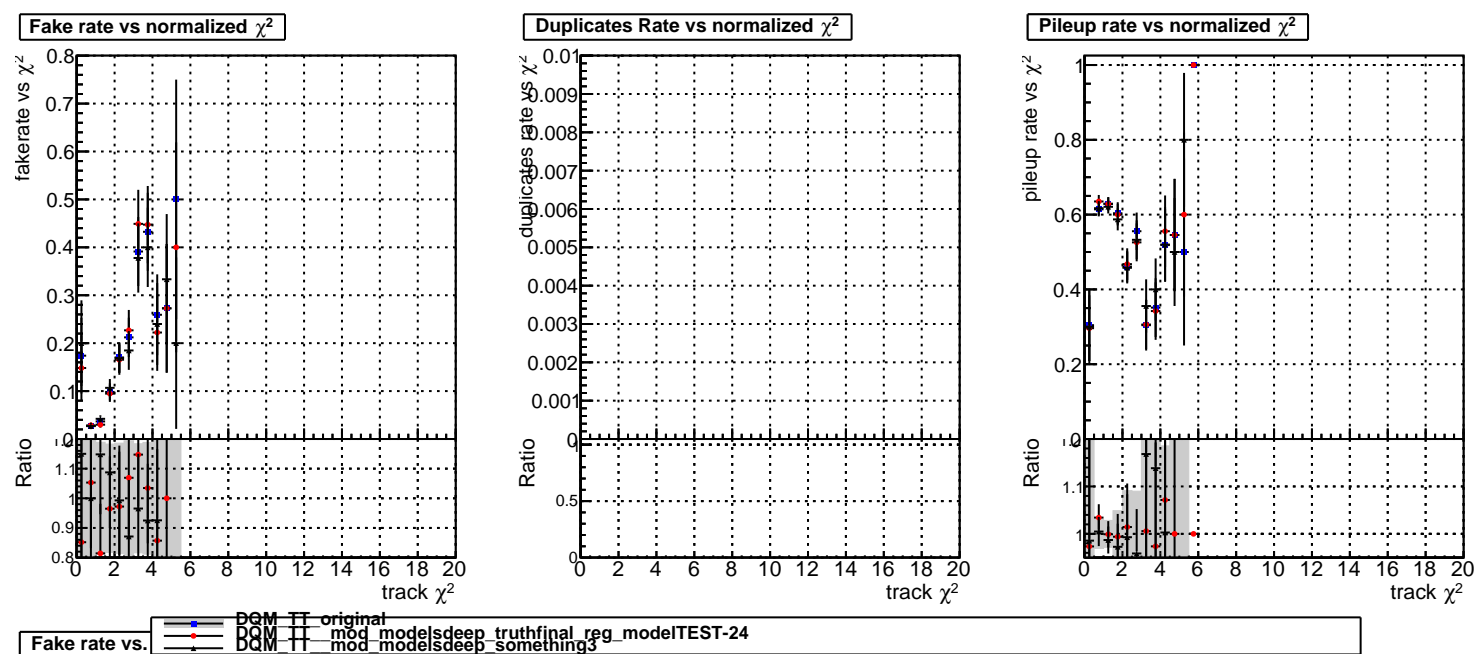 Fake rate vs normalized χ²
Duplicates Rate vs normalized χ²
Pileup rate vs normalized χ²
fakerate vs χ²
0.8
0.7
0.6
0.5
0.4
0.3
0.2
0.1
0
Ratio
1.1
1
0.9
0.8
0 2 4 6 8 10 12 14 16 18 20
track χ²
duplicates rate vs χ²
0.01
0.009
0.008
0.007
0.006
0.005
0.004
0.003
0.002
0.001
0
Ratio
1
0.5
0
0 2 4 6 8 10 12 14 16 18 20
track χ²
pileup rate vs χ²
1
0.8
0.6
0.4
0.2
0
Ratio
1.1
1
0 2 4 6 8 10 12 14 16 18 20
track χ²
Fake rate vs.
DQM_TT_original
DQM_TT__mod_modelsdeep_truthfinal_reg_modelTEST-24
DQM_TT__mod_modelsdeep_something3